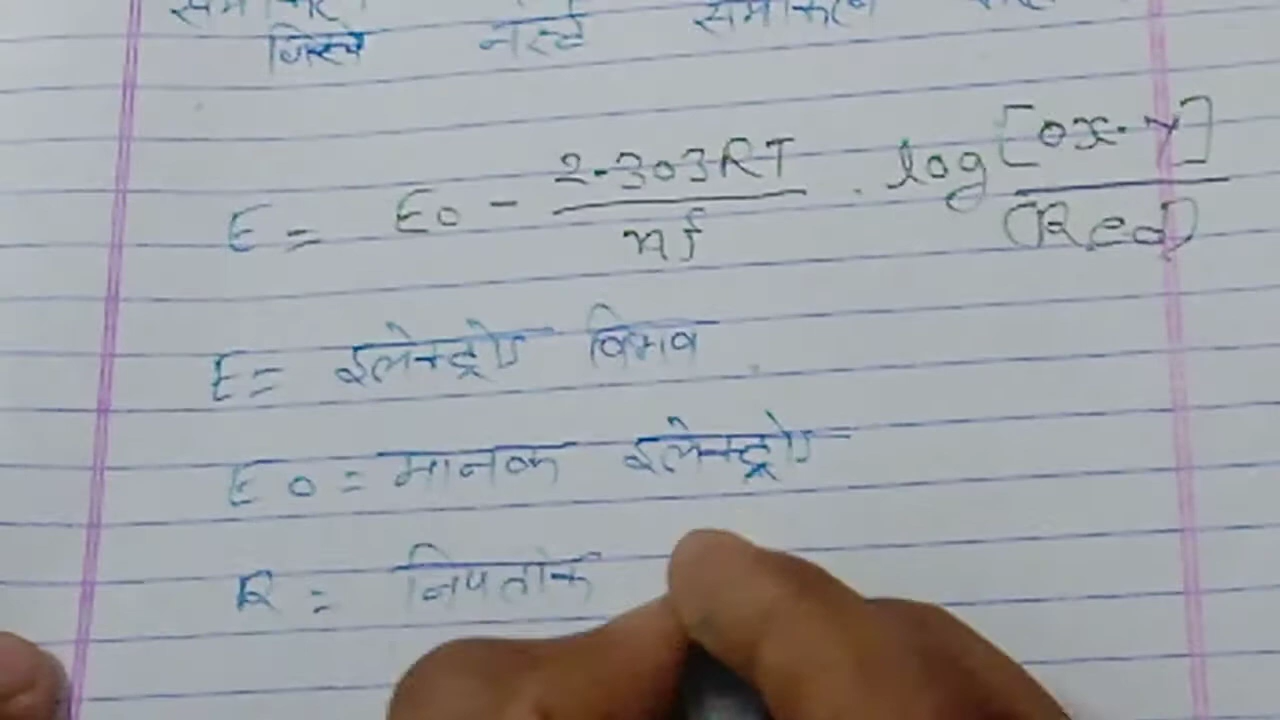 जिसे नर्स्ट समीकरण
E = E0 - 2.303RT / nf . log [ox.y] / (Red)
E = इलेक्ट्रोड विभव
E0 = मानक इलेक्ट्रोड
R = नियतांक